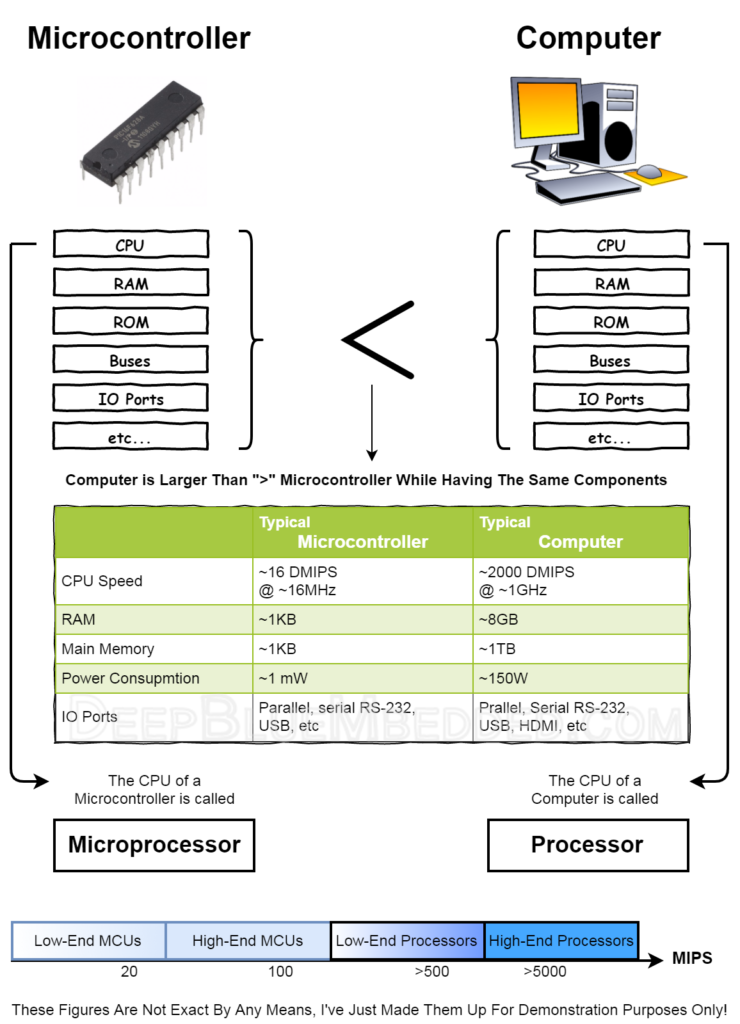 Microcontroller
Computer
CPU
RAM
ROM
Buses
IO Ports
etc...
CPU
RAM
ROM
Buses
IO Ports
etc...
Computer is Larger Than ">" Microcontroller While Having The Same Components
Typical Microcontroller
Typical Computer
CPU Speed
~16 DMIPS
@ ~16MHz
~2000 DMIPS
@ ~1GHz
RAM
~1KB
~8GB
Main Memory
~1KB
~1TB
Power Consupmtion
~1 mW
~150W
IO Ports
Parallel, serial RS-232,
USB, etc
Prallel, Serial RS-232,
USB, HDMI, etc
DeepBlueMbedded.com
The CPU of a
Microcontroller is called
Microprocessor
The CPU of a
Computer is called
Processor
Low-End MCUs
High-End MCUs
Low-End Processors
High-End Processors
MIPS
20
100
>500
>5000
These Figures Are Not Exact By Any Means, I've Just Made Them Up For Demonstration Purposes Only!